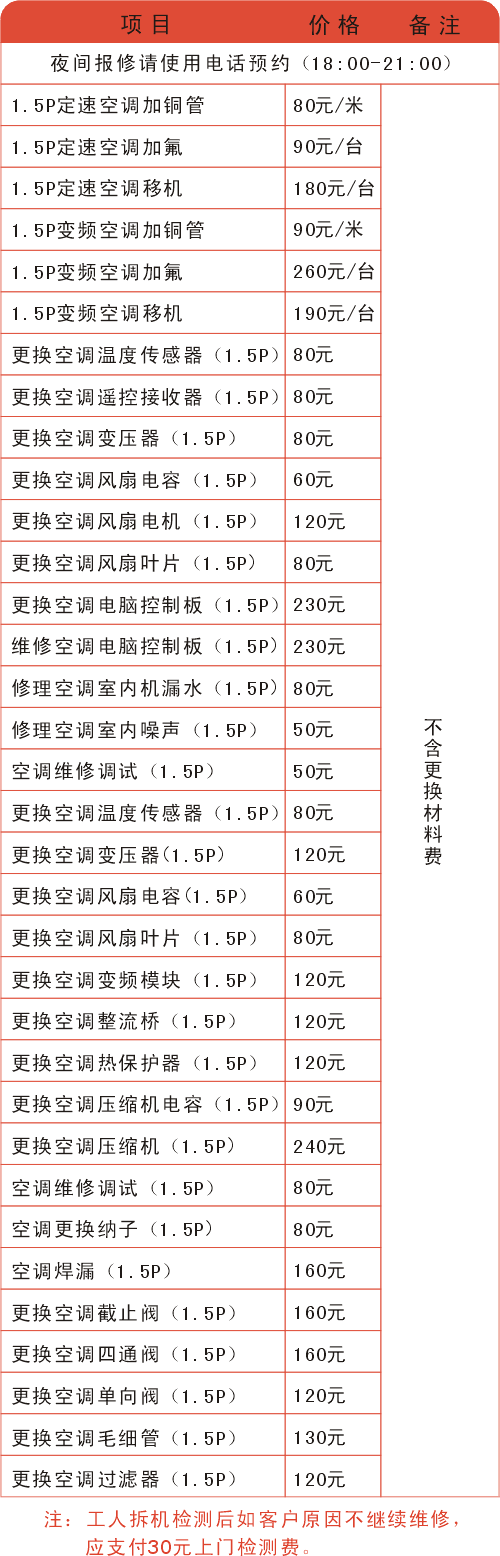 项目 价格 备注
夜间报修请使用电话预约（18:00-21:00）
1.5P定速空调加铜管 80元/米
1.5P定速空调加氟 90元/台
1.5P定速空调移机 180元/台
1.5P变频空调加铜管 90元/米
1.5P变频空调加氟 260元/台
1.5P变频空调移机 190元/台
更换空调温度传感器（1.5P） 80元
更换空调遥控接收器（1.5P） 80元
更换空调变压器（1.5P） 80元
更换空调风扇电容（1.5P） 60元
更换空调风扇电机（1.5P） 120元
更换空调风扇叶片（1.5P） 80元
更换空调电脑控制板（1.5P） 230元
维修空调电脑控制板（1.5P） 230元
修理空调室内机漏水（1.5P） 80元
修理空调室内噪声（1.5P） 50元
空调维修调试（1.5P） 50元
更换空调温度传感器（1.5P） 80元
更换空调变压器(1.5P） 120元
更换空调风扇电容(1.5P） 60元
更换空调风扇叶片（1.5P） 80元
更换空调变频模块（1.5P） 120元
更换空调整流桥（1.5P） 120元
更换空调热保护器（1.5P） 120元
更换空调压缩机电容（1.5P） 90元
更换空调压缩机（1.5P） 240元
空调维修调试（1.5P） 80元
空调更换纳子（1.5P） 80元
空调焊漏（1.5P） 160元
更换空调截止阀（1.5P） 160元
更换空调四通阀（1.5P） 160元
更换空调单向阀（1.5P） 120元
更换空调毛细管（1.5P） 130元
更换空调过滤器（1.5P） 120元
不含更换材料费
注：工人拆机检测后如客户原因不继续维修，
应支付30元上门检测费。